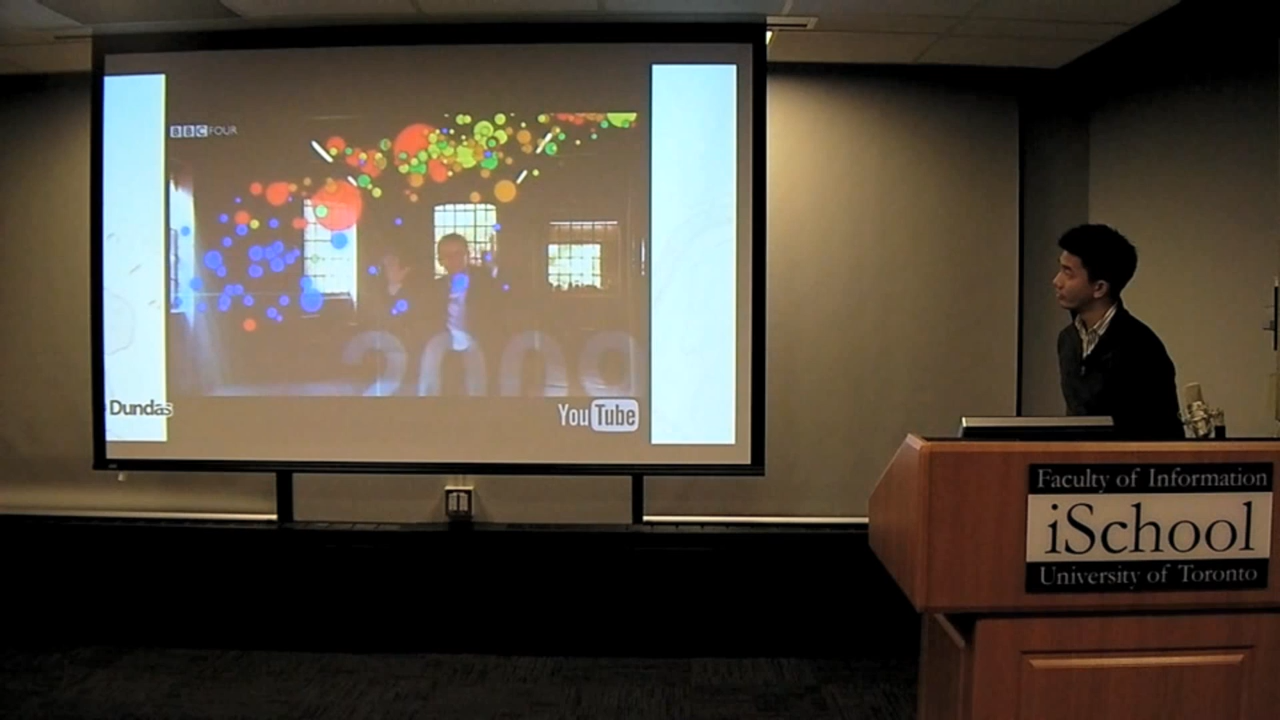 BBC FOUR
2009
Dundas
YouTube
Faculty of Information
iSchool
University of Toronto